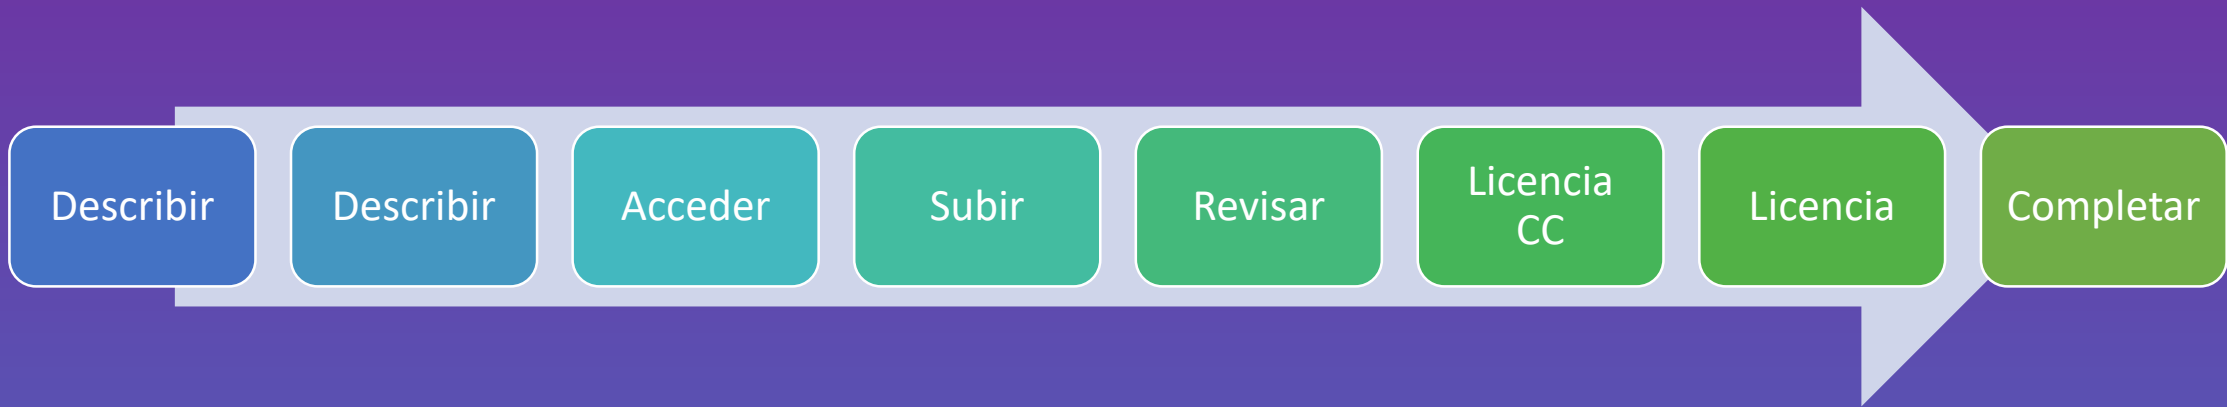 Describir
Describir
Acceder
Subir
Revisar
Licencia
CC
Licencia
Completar